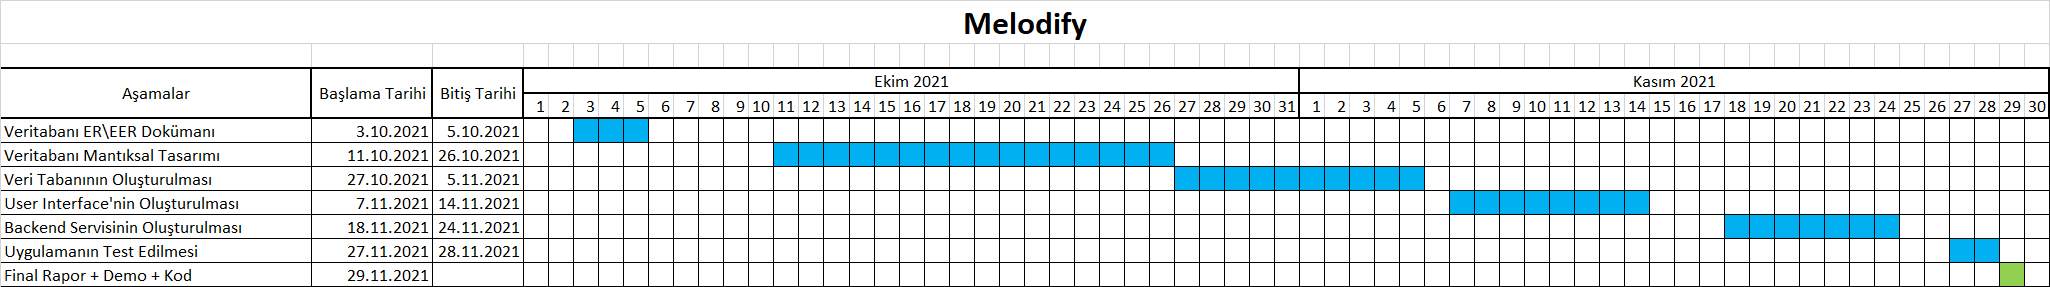 Melodify
Aşamalar Başlama Tarihi Bitiş Tarihi Ekim 2021 Kasım 2021
1 2 3 4 5 6 7 8 9 10 11 12 13 14 15 16 17 18 19 20 21 22 23 24 25 26 27 28 29 30 31 1 2 3 4 5 6 7 8 9 10 11 12 13 14 15 16 17 18 19 20 21 22 23 24 25 26 27 28 29 30
Veritabanı ER\EER Dokümanı 3.10.2021 5.10.2021
Veritabanı Mantıksal Tasarımı 11.10.2021 26.10.2021
Veri Tabanının Oluşturulması 27.10.2021 5.11.2021
User Interface'nin Oluşturulması 7.11.2021 14.11.2021
Backend Servisinin Oluşturulması 18.11.2021 24.11.2021
Uygulamanın Test Edilmesi 27.11.2021 28.11.2021
Final Rapor + Demo + Kod 29.11.2021